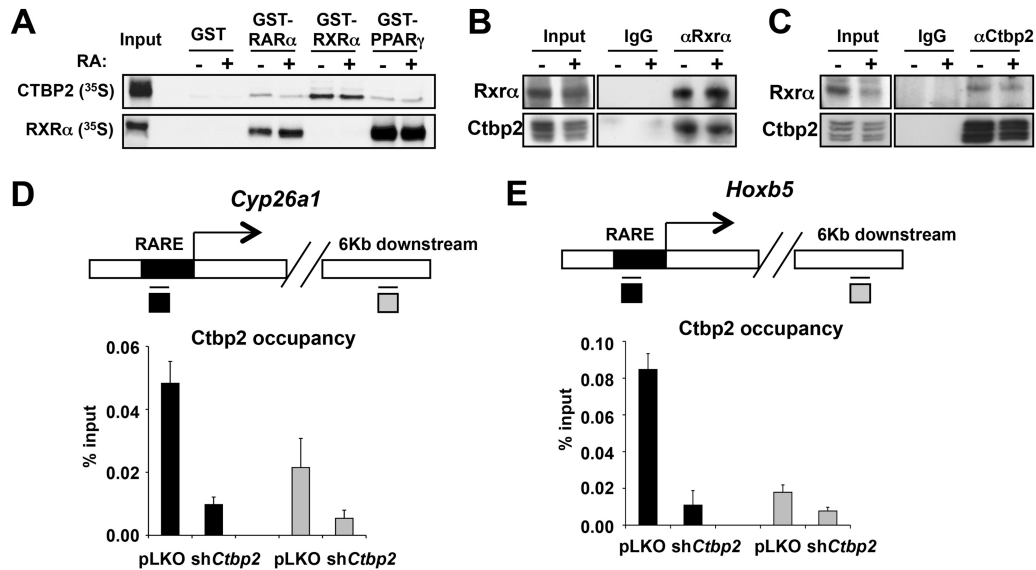 A
Input
GST
GST-
RARα
GST-
RXRα
GST-
PPARγ
RA: - + - + - + - +
CTBP2 (³⁵S)
RXRα (³⁵S)
B
Input IgG αRxrα
- + - + - +
Rxrα
Ctbp2
C
Input IgG αCtbp2
- + - + - +
Rxrα
Ctbp2
D
Cyp26a1
RARE
6Kb downstream
Ctbp2 occupancy
% input
0.06
0.04
0.02
0.00
pLKO shCtbp2 pLKO shCtbp2
E
Hoxb5
RARE
6Kb downstream
Ctbp2 occupancy
% input
0.10
0.08
0.06
0.04
0.02
0.00
pLKO shCtbp2 pLKO shCtbp2